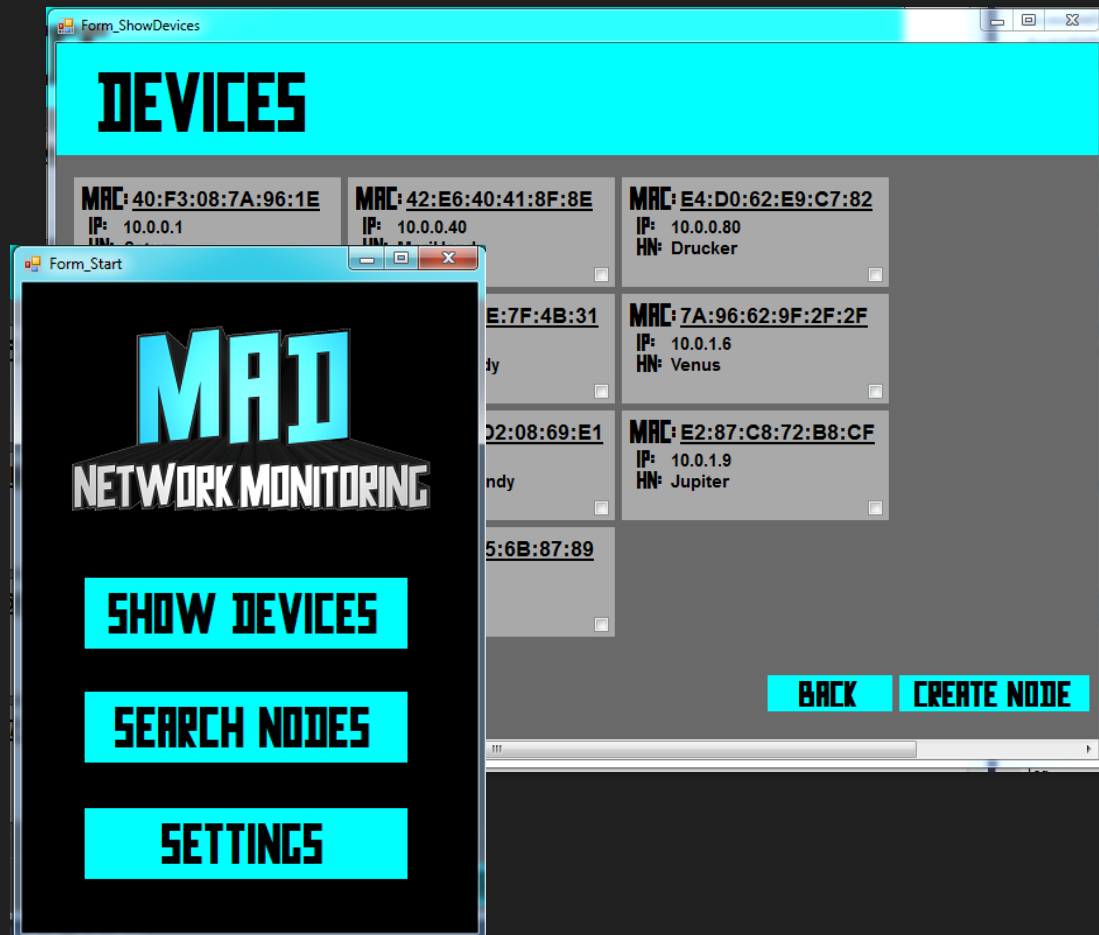 Form_ShowDevices
DEVICES
MAC: 40:F3:08:7A:96:1E
IP: 10.0.0.1
HN:
MAC: 42:E6:40:41:8F:8E
IP: 10.0.0.40
HN:
MAC: E4:D0:62:E9:C7:82
IP: 10.0.0.80
HN: Drucker
E:7F:4B:31
dy
MAC: 7A:96:62:9F:2F:2F
IP: 10.0.1.6
HN: Venus
D2:08:69:E1
ndy
MAC: E2:87:C8:72:B8:CF
IP: 10.0.1.9
HN: Jupiter
5:6B:87:89
BACK
CREATE NODE
Form_Start
MAD
NETWORK MONITORING
SHOW DEVICES
SEARCH NODES
SETTINGS